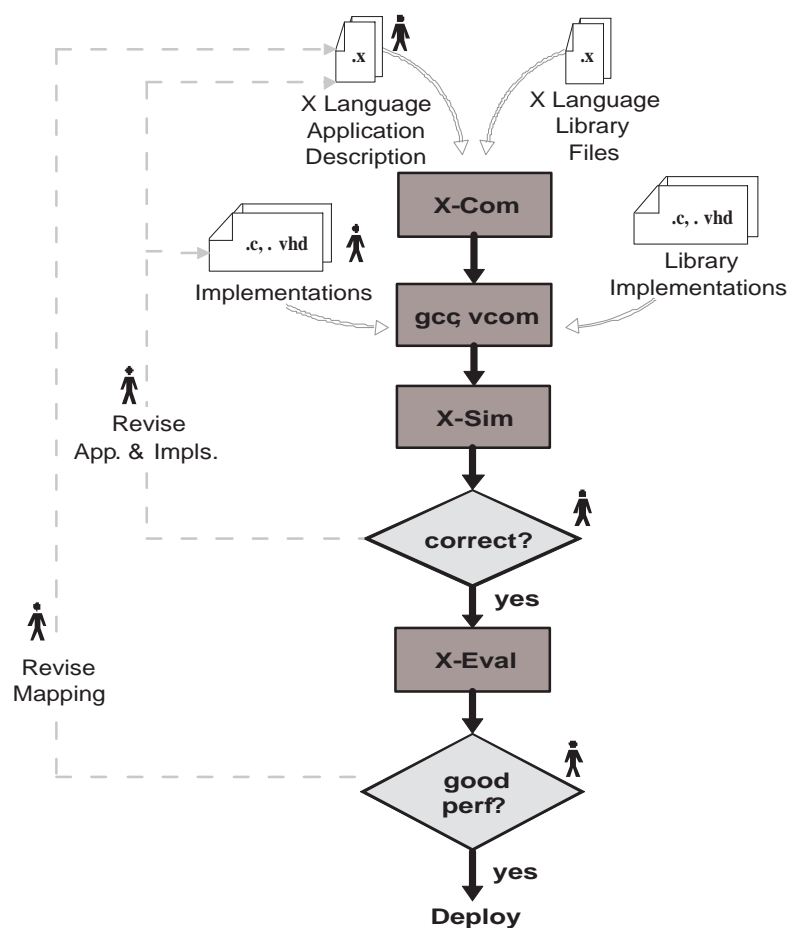 .x
X Language
Application
Description
.x
X Language
Library
Files
X-Com
.c, . vhd
Implementations
.c, . vhd
Library
Implementations
gcc, vcom
X-Sim
Revise
App. & Impls.
correct?
yes
X-Eval
Revise
Mapping
good
perf?
yes
Deploy